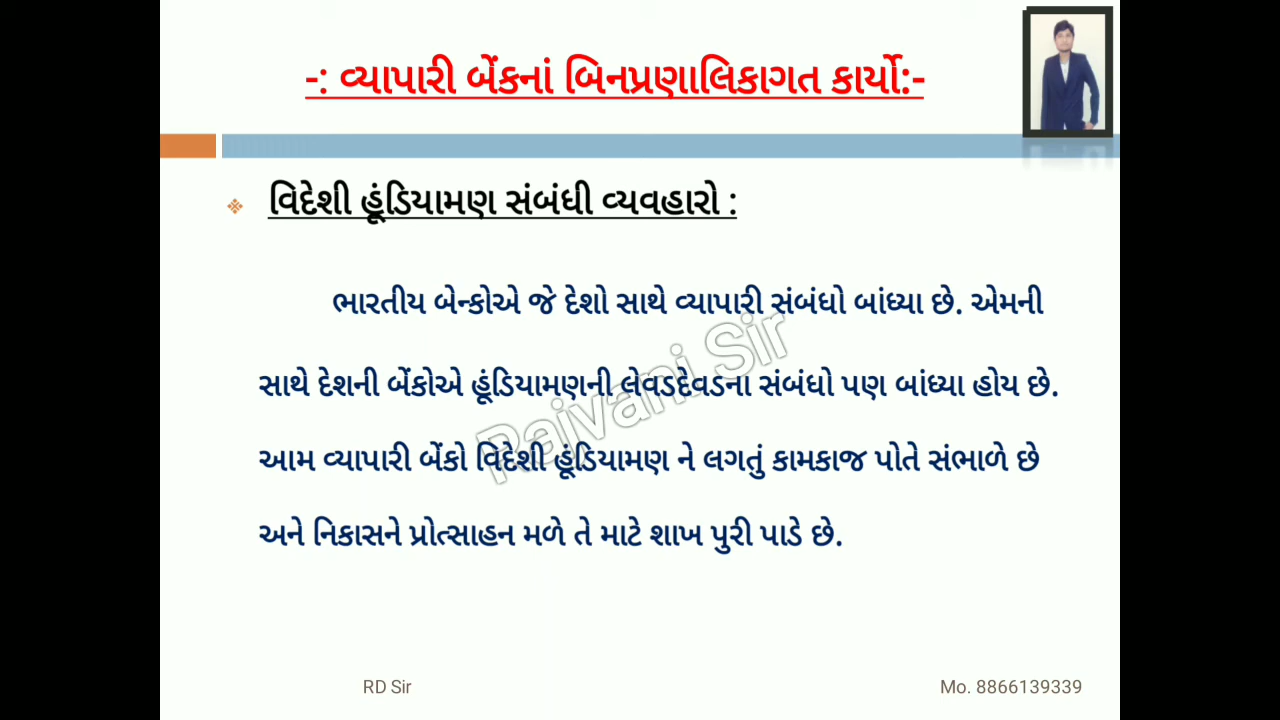 -: વ્યાપારી બેંકનાં બિનપ્રણાલિકાગત કાર્યો:-
વિદેશી હૂંડિયામણ સંબંધી વ્યવહારો :
ભારતીય બેન્કોએ જે દેશો સાથે વ્યાપારી સંબંધો બાંધ્યા છે. એમની
સાથે દેશની બેંકોએ હૂંડિયામણની લેવડદેવડના સંબંધો પણ બાંધ્યા હોય છે.
આમ વ્યાપારી બેંકો વિદેશી હૂંડિયામણ ને લગતું કામકાજ પોતે સંભાળે છે
અને નિકાસને પ્રોત્સાહન મળે તે માટે શાખ પુરી પાડે છે.
Rajvani Sir
RD Sir
Mo. 8866139339